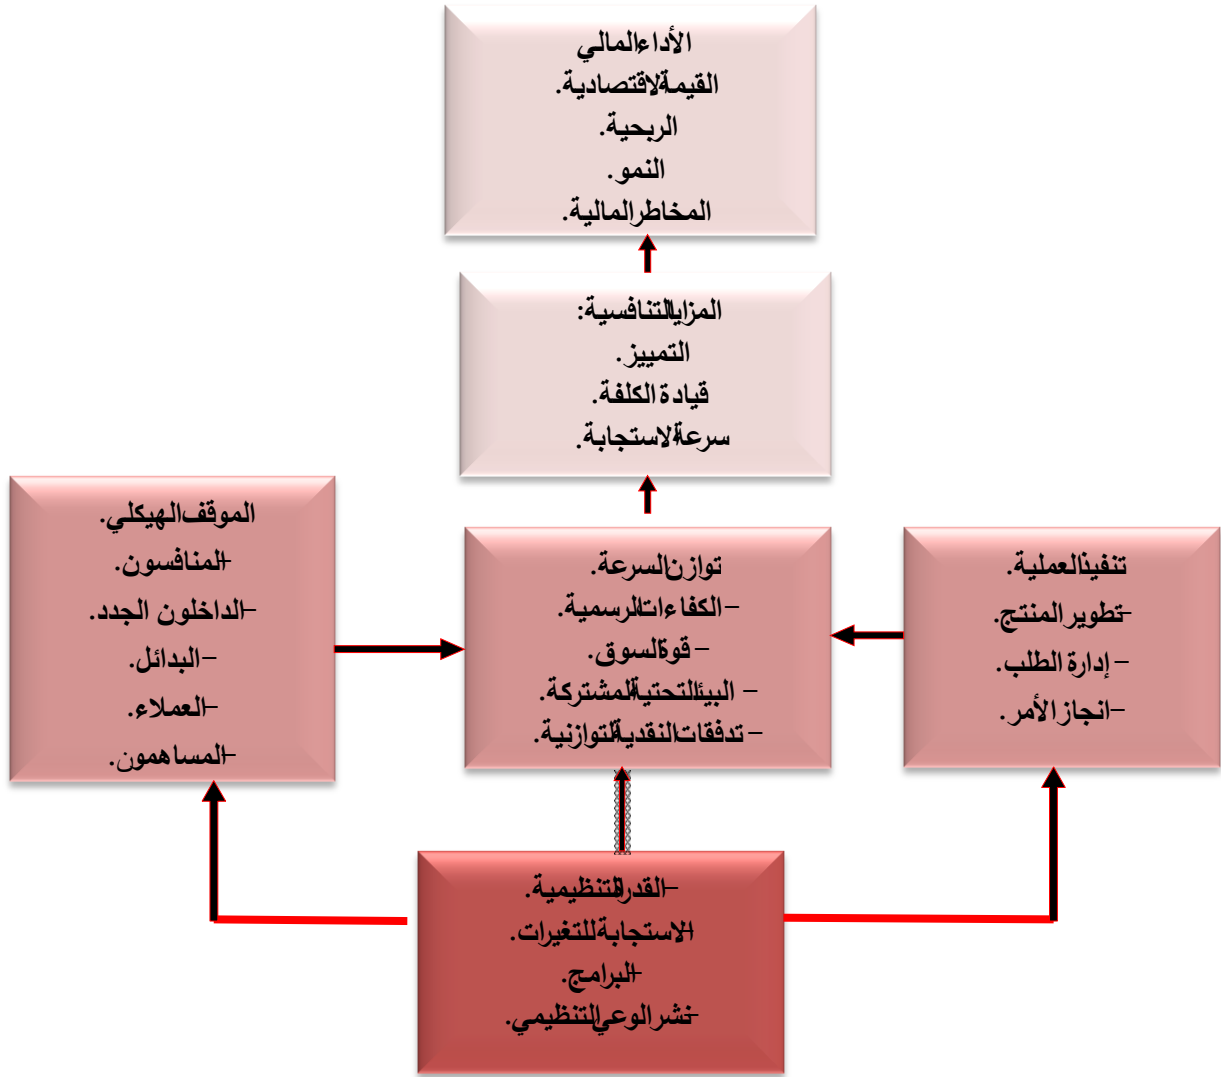 الأداء المالي
القيمة الاقتصادية.
الربحية.
النمو.
المخاطر المالية.
المزايا التنافسية:
التمييز.
قيادة الكلفة.
سرعة الاستجابة.
تنفيذ العملية.
-تطوير المنتج.
- إدارة الطلب.
-انجاز الأمر.
توازن السرعة.
- الكفاءات الرسمية.
- قوة السوق.
- البيئ التحتية المشتركة.
- تدفقات النقدية التوازنية.
الموقف الهيكلي.
-المنافسون.
-الداخلون الجدد.
-البدائل.
-العملاء.
-المساهمون.
-القدرة التنظيمية.
-الاستجابة للتغيرات.
-البرامج.
-نشر الوعي التنظيمي.